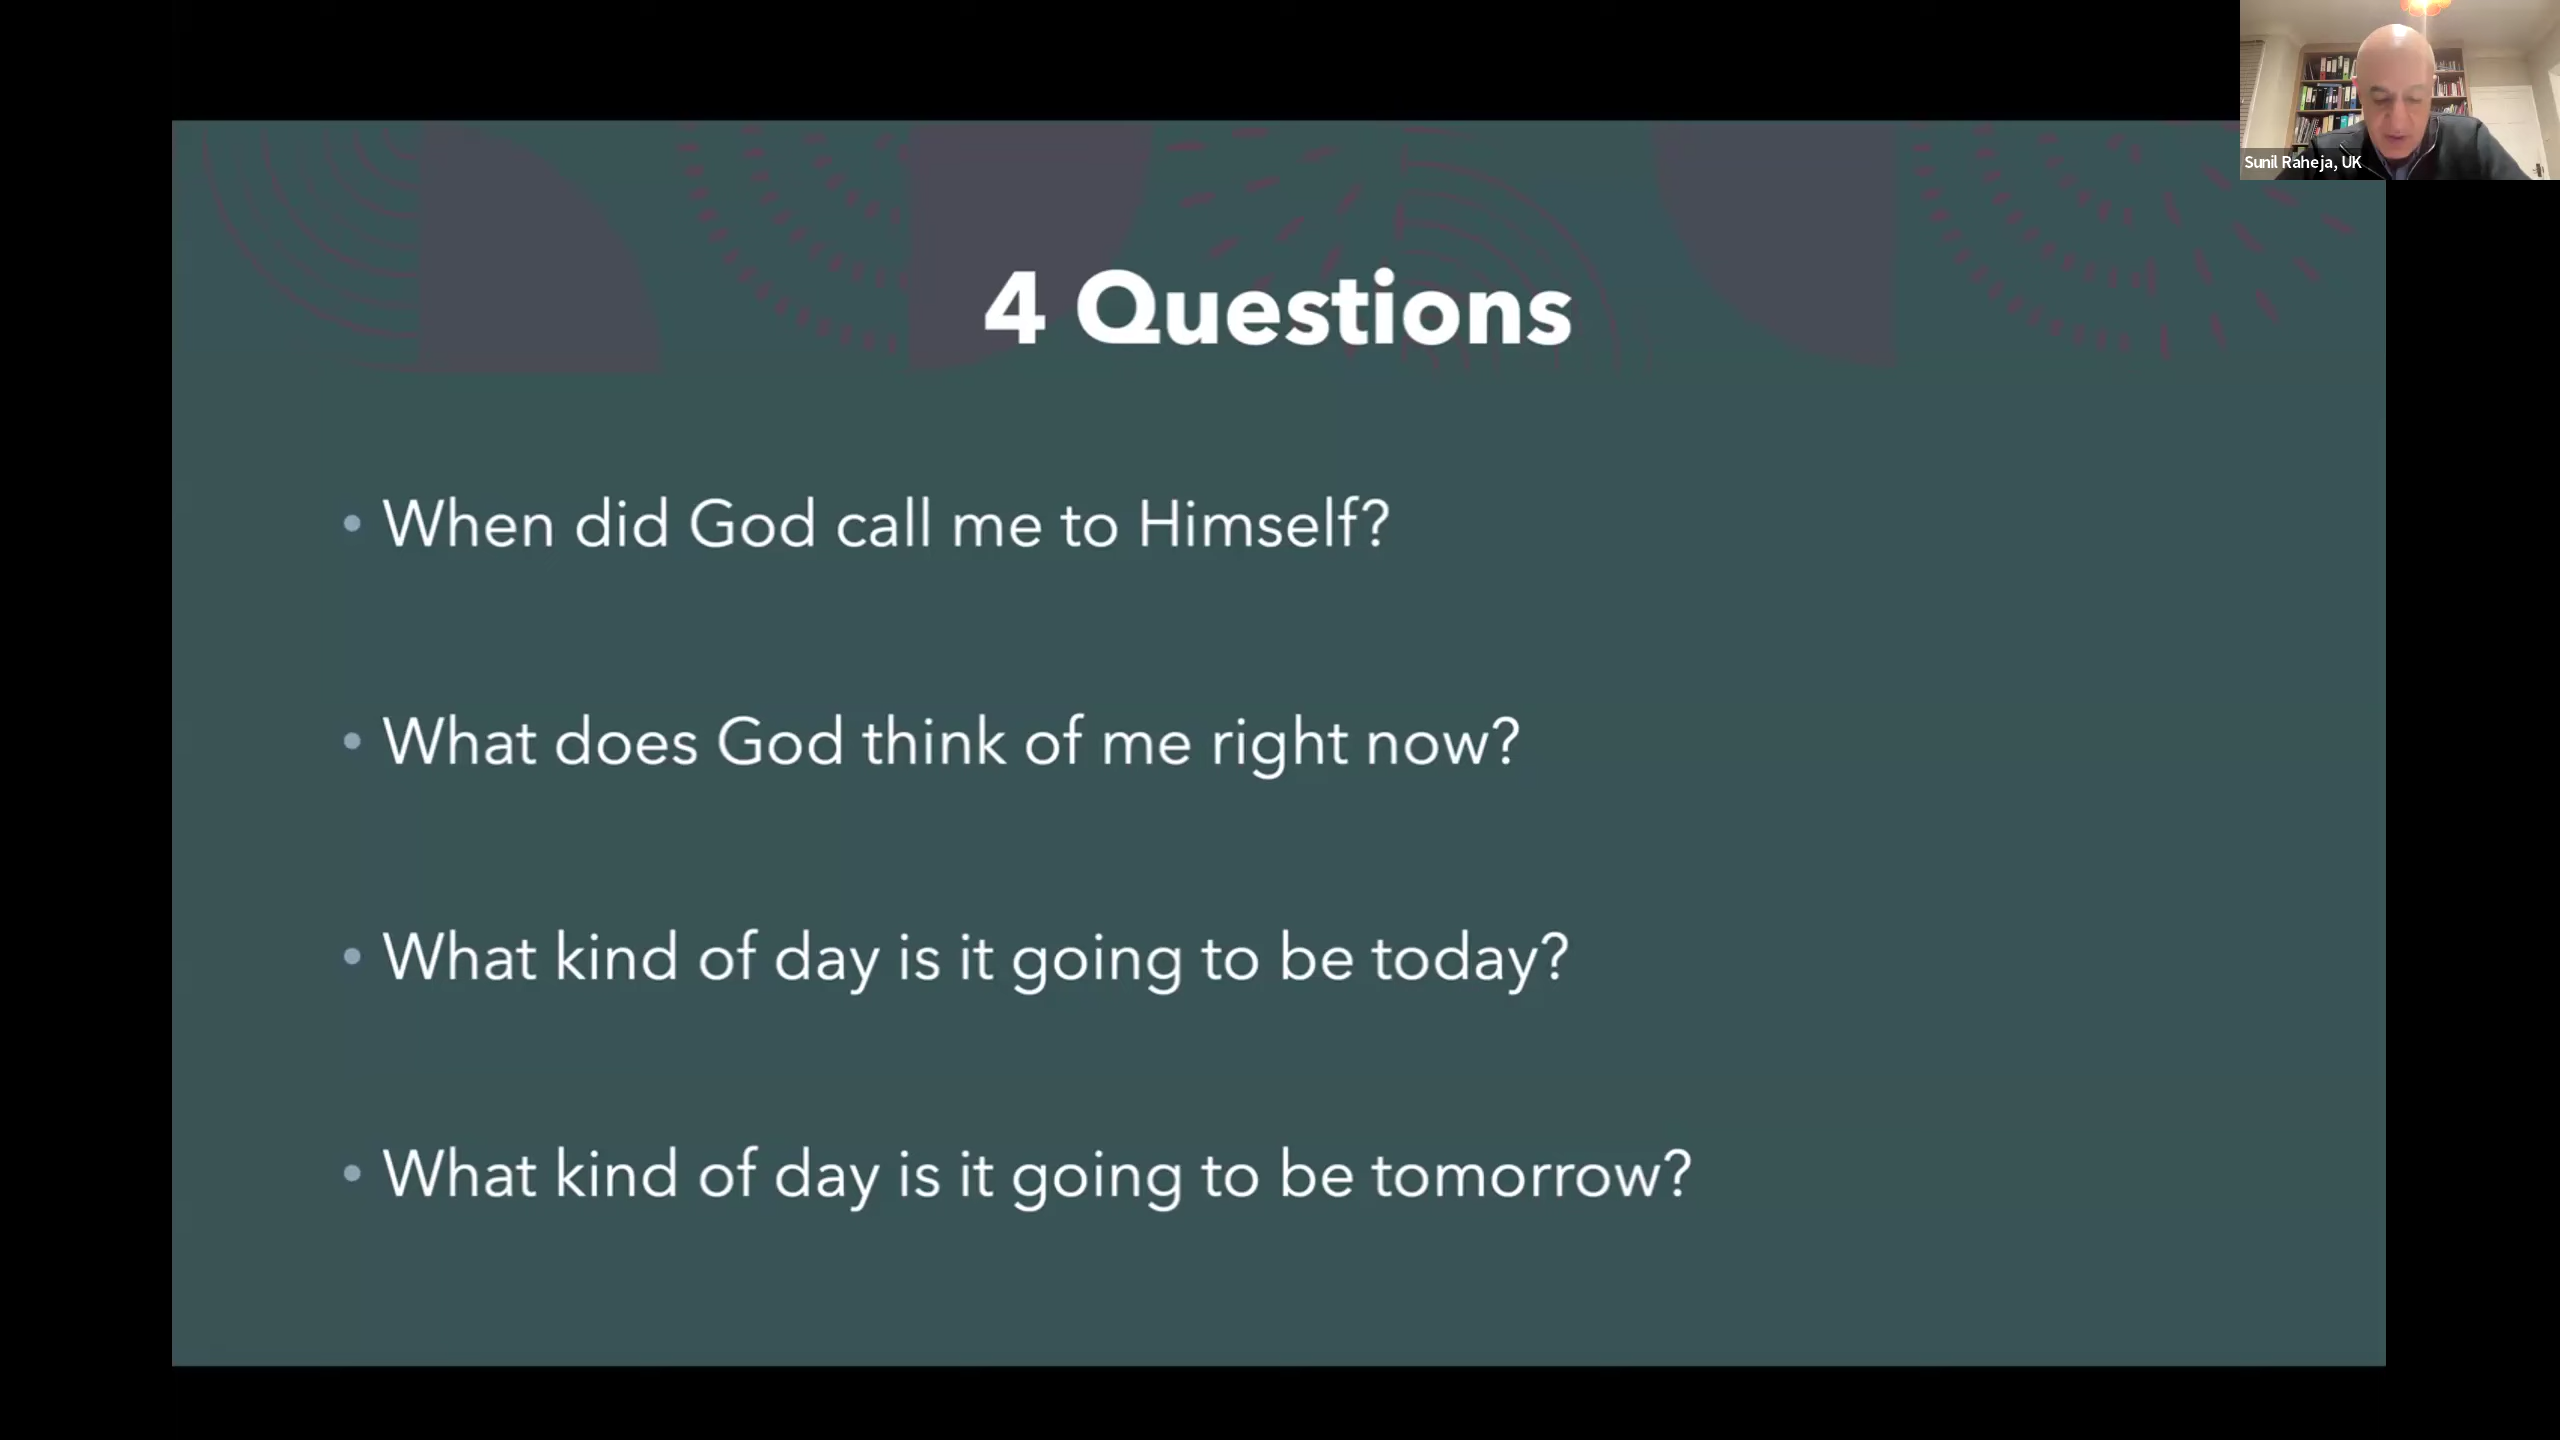 Sunil Raheja, UK
4 Questions
• When did God call me to Himself?
• What does God think of me right now?
• What kind of day is it going to be today?
• What kind of day is it going to be tomorrow?